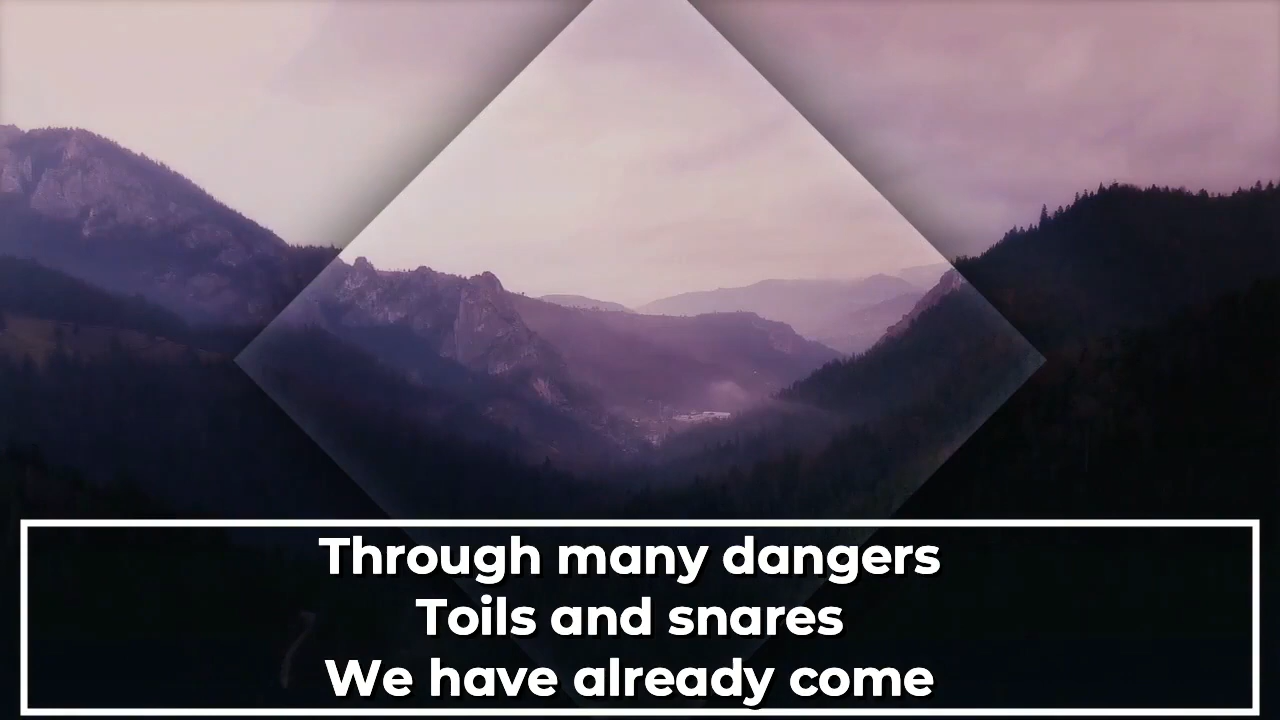 Through many dangers
Toils and snares
We have already come